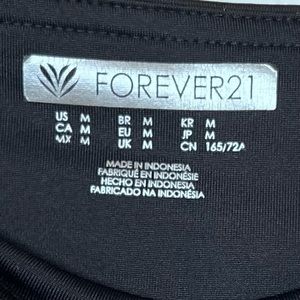 FOREVER21
US M BR M KR M
CA M EU M JP M
MX M UK M CN 165/72A
MADE IN INDONESIA
FABRIQUÉ EN INDONÉSIE
HECHO EN INDONESIA
FABRICADO NA INDONÉSIA